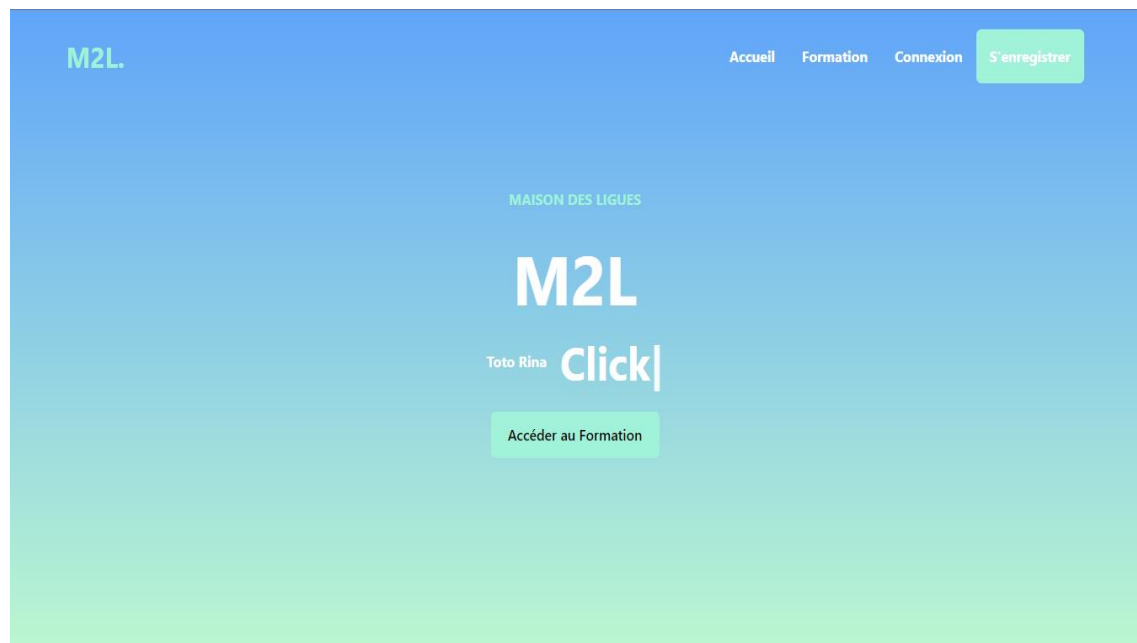 M2L.
Accueil Formation Connexion S'enregistrer
MAISON DES LIGUES
M2L
Toto Rina Click|
Accéder au Formation